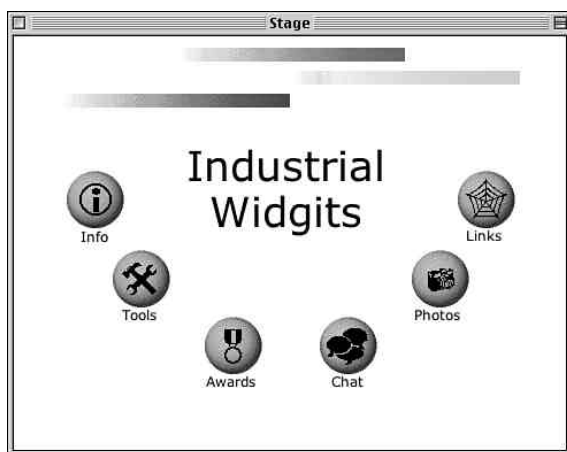 Stage
Industrial
Widgits
Info
Links
Tools
Photos
Awards
Chat